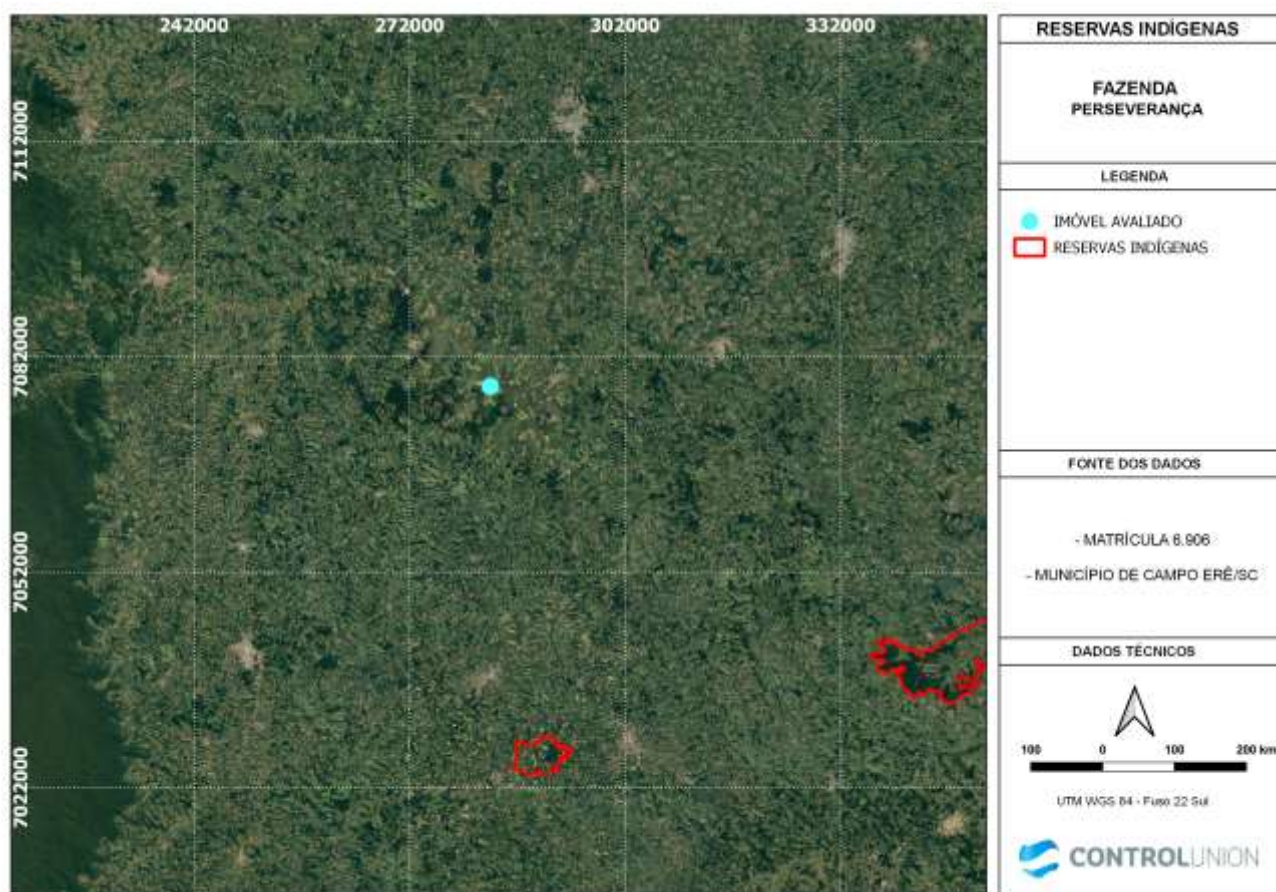 242000
272000
302000
332000
7112000
7082000
7052000
7022000
RESERVAS INDÍGENAS
FAZENDA
PERSEVERANÇA
LEGENDA
IMÓVEL AVALIADO
RESERVAS INDÍGENAS
FONTE DOS DADOS
- MATRÍCULA 6.906
- MUNICÍPIO DE CAMPO ERÊ/SC
DADOS TÉCNICOS
100 0 100 200 km
UTM WGS 84 - Fuso 22 Sul
CONTROLUNION